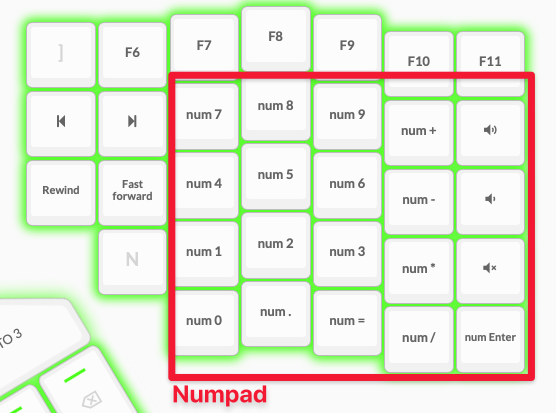 ] F6 F7 F8 F9 F10 F11
num 7 num 8 num 9 num +
Rewind Fast forward num 4 num 5 num 6 num -
N num 1 num 2 num 3 num *
num 0 num . num = num / num Enter
TO 3
Numpad